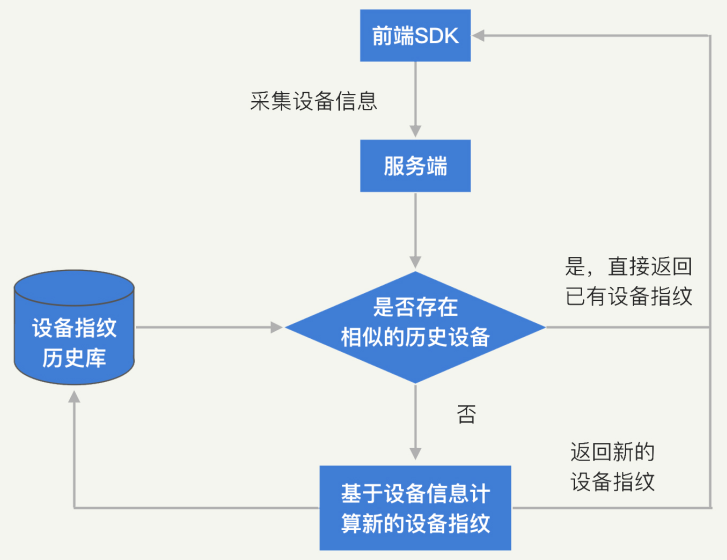 前端SDK
采集设备信息
服务端
是，直接返回
已有设备指纹
是否存在
相似的历史设备
设备指纹
历史库
否
返回新的
设备指纹
基于设备信息计
算新的设备指纹